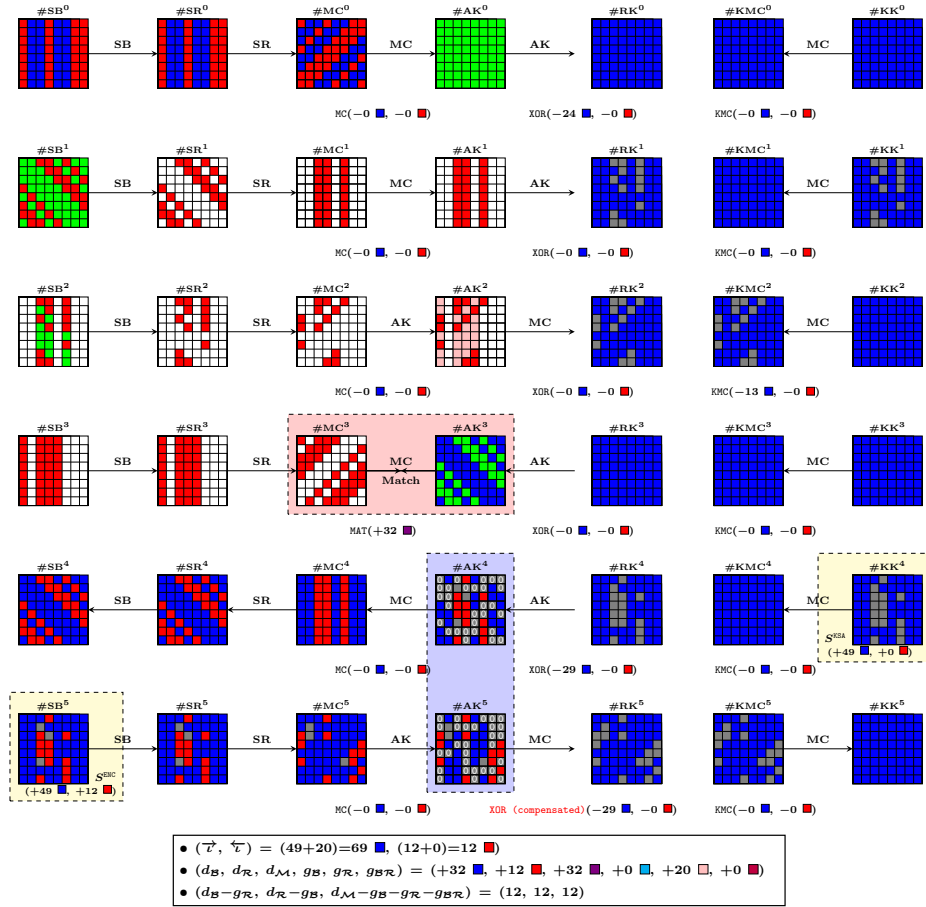 #SB⁰ #SR⁰ #MC⁰ #AK⁰ #RK⁰ #KMC⁰ #KK⁰
SB SR MC AK MC
MC(−0 , −0 ) XOR(−24 , −0 ) KMC(−0 , −0 )
#SB¹ #SR¹ #MC¹ #AK¹ #RK¹ #KMC¹ #KK¹
SB SR MC AK MC
MC(−0 , −0 ) XOR(−0 , −0 ) KMC(−0 , −0 )
#SB² #SR² #MC² #AK² #RK² #KMC² #KK²
SB SR AK MC MC
MC(−0 , −0 ) XOR(−0 , −0 ) KMC(−13 , −0 )
#SB³ #SR³ #MC³ #AK³ #RK³ #KMC³ #KK³
SB SR MC AK MC
Match
MAT(+32 ) XOR(−0 , −0 ) KMC(−0 , −0 )
#SB⁴ #SR⁴ #MC⁴ #AK⁴ #RK⁴ #KMC⁴ #KK⁴
SB SR MC AK MC
S^KSA
(+49 , +0 )
MC(−0 , −0 ) XOR(−29 , −0 ) KMC(−0 , −0 )
#SB⁵ #SR⁵ #MC⁵ #AK⁵ #RK⁵ #KMC⁵ #KK⁵
SB SR AK MC MC
S^ENC
(+49 , +12 )
MC(−0 , −0 ) XOR (compensated)(−29 , −0 ) KMC(−0 , −0 )
• (ι⃗, ι⃖) = (49+20)=69 , (12+0)=12 )
• (d_B, d_R, d_M, g_B, g_R, g_BR) = (+32 , +12 , +32 , +0 , +20 , +0 )
• (d_B−g_R, d_R−g_B, d_M−g_B−g_R−g_BR) = (12, 12, 12)